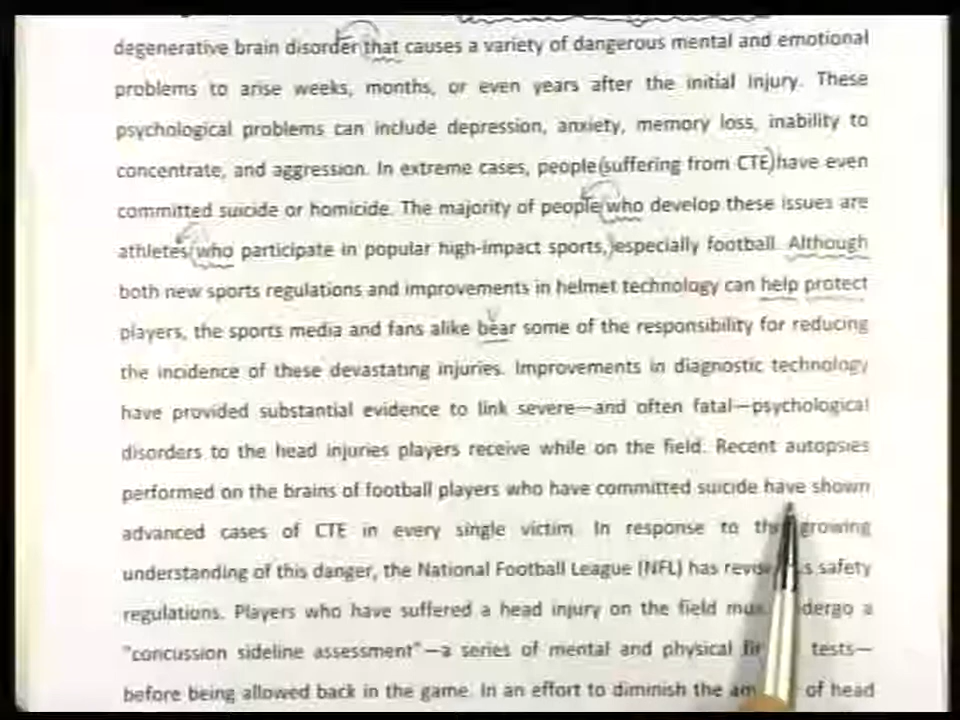 degenerative brain disorder that causes a variety of dangerous mental and emotional
problems to arise weeks, months, or even years after the initial injury. These
psychological problems can include depression, anxiety, memory loss, inability to
concentrate, and aggression. In extreme cases, people (suffering from CTE) have even
committed suicide or homicide. The majority of people (who develop these issues are
athletes (who participate in popular high-impact sports,) especially football. Although
both new sports regulations and improvements in helmet technology can help protect
players, the sports media and fans alike bear some of the responsibility for reducing
the incidence of these devastating injuries. Improvements in diagnostic technology
have provided substantial evidence to link severe—and often fatal—psychological
disorders to the head injuries players receive while on the field. Recent autopsies
performed on the brains of football players who have committed suicide have shown
advanced cases of CTE in every single victim. In response to growing
understanding of this danger, the National Football League (NFL) has safety
regulations. Players who have suffered a head injury on the field a
"concussion sideline assessment"—a series of mental and physical tests—
before being allowed back in the game. In an effort to diminish the of head